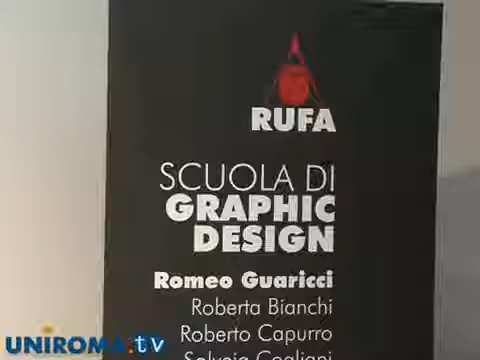 RUFA
SCUOLA DI
GRAPHIC
DESIGN
Romeo Guaricci
Roberta Bianchi
Roberto Capurro
UNIROMA.tv